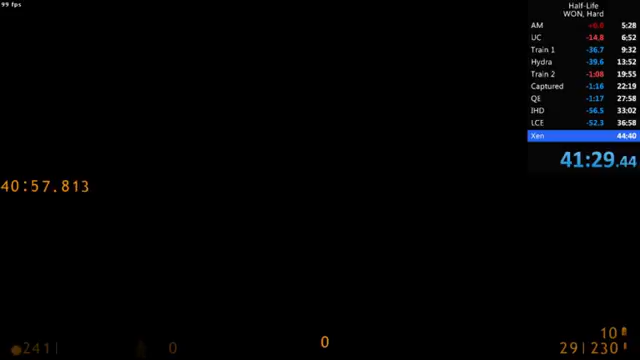 99 fps
Half-Life
WON, Hard
AM +0.6 5:28
UC -14.8 6:52
Train 1 -36.7 9:32
Hydra -39.6 13:52
Train 2 -1:08 19:55
Captured -1:16 22:19
QE -1:17 27:58
IHD -56.5 33:02
LCE -52.3 36:58
Xen 44:40
41:29.44
40:57.813
10
241| 0 0 29|230